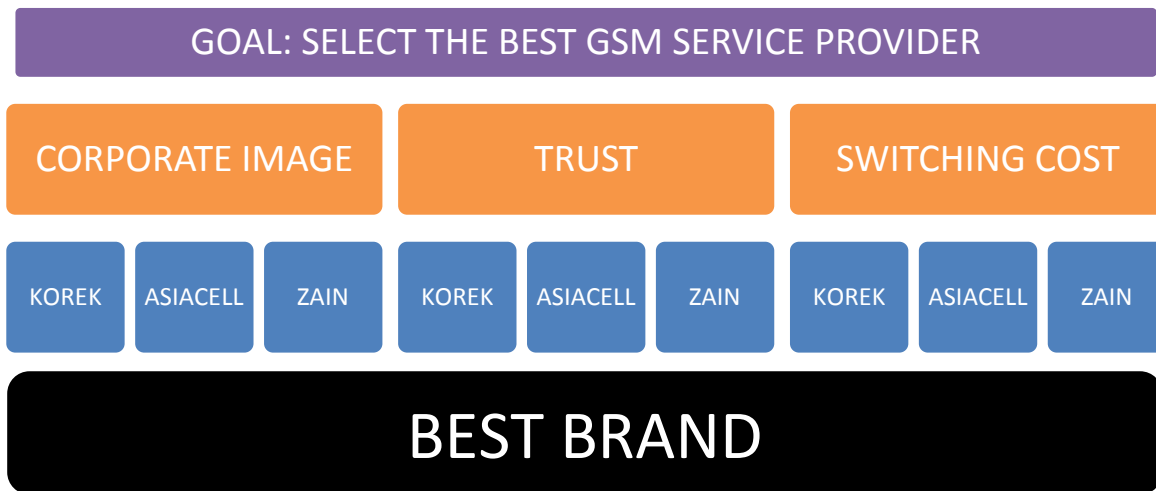 GOAL: SELECT THE BEST GSM SERVICE PROVIDER
CORPORATE IMAGE
TRUST
SWITCHING COST
KOREK
ASIACELL
ZAIN
KOREK
ASIACELL
ZAIN
KOREK
ASIACELL
ZAIN
BEST BRAND